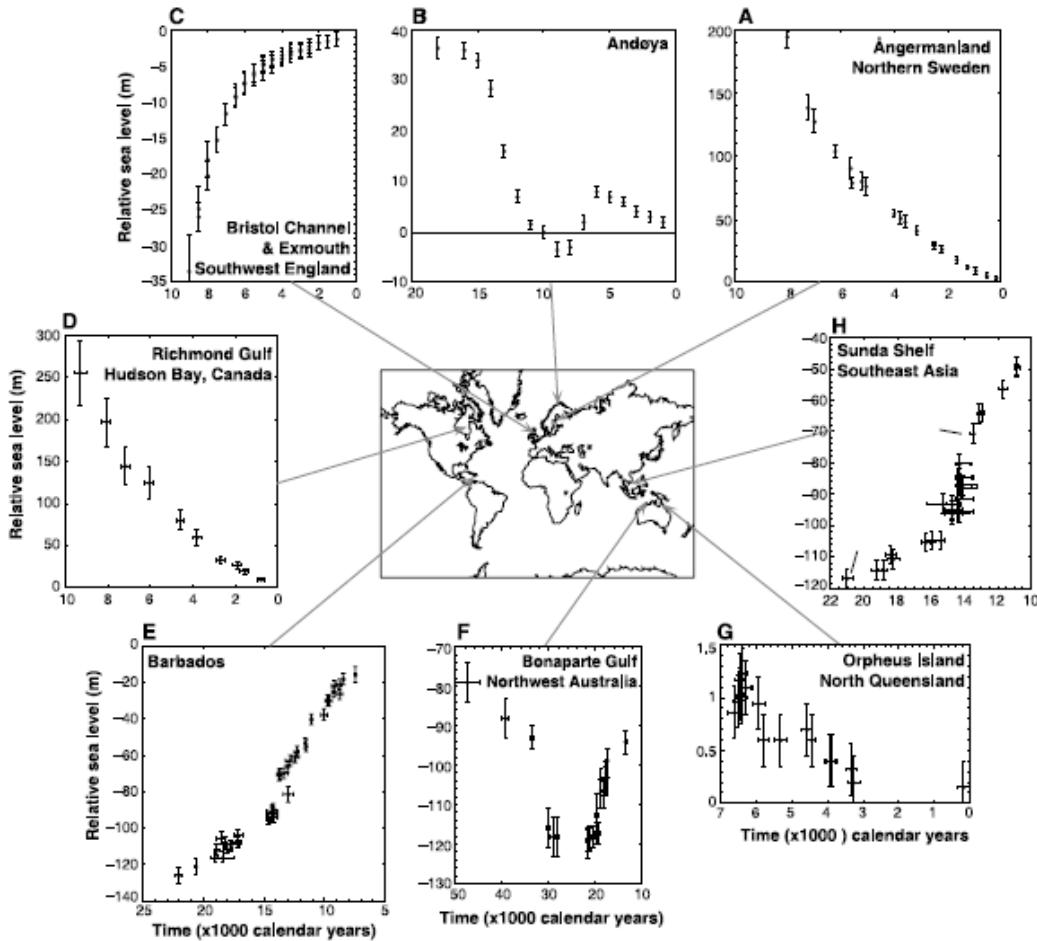 C
B
A
0
−5
−10
−15
−20
−25
−30
−35
10 8 6 4 2 0
Relative sea level (m)
Bristol Channel
& Exmouth
Southwest England
40
30
20
10
0
−10
20 15 10 5 0
Andøya
200
150
100
50
0
10 8 6 4 2 0
Ångermanland
Northern Sweden
D
300
250
200
150
100
50
0
10 8 6 4 2 0
Relative sea level (m)
Richmond Gulf
Hudson Bay, Canada
H
−40
−50
−60
−70
−80
−90
−100
−110
−120
22 20 18 16 14 12 10
Sunda Shelf
Southeast Asia
E
0
−20
−40
−60
−80
−100
−120
−140
25 20 15 10 5
Relative sea level (m)
Barbados
Time (x1000 calendar years)
F
−70
−80
−90
−100
−110
−120
−130
50 40 30 20 10
Bonaparte Gulf
Northwest Australia
Time (x1000 calendar years)
G
1.5
1
0.5
0
7 6 5 4 3 2 1 0
Orpheus Island
North Queensland
Time (x1000 ) calendar years